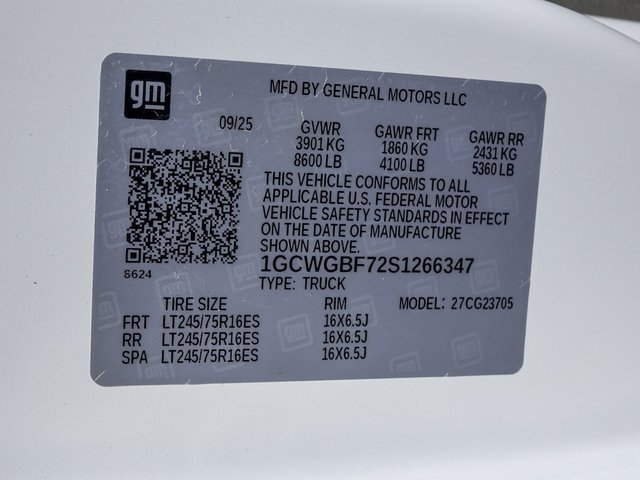 gm
MFD BY GENERAL MOTORS LLC
09/25 GVWR GAWR FRT GAWR RR
3901 KG 1860 KG 2431 KG
8600 LB 4100 LB 5360 LB
THIS VEHICLE CONFORMS TO ALL
APPLICABLE U.S. FEDERAL MOTOR
VEHICLE SAFETY STANDARDS IN EFFECT
ON THE DATE OF MANUFACTURE
SHOWN ABOVE.
8624
1GCWGBF72S1266347
TYPE: TRUCK
TIRE SIZE RIM MODEL: 27CG23705
FRT LT245/75R16ES 16X6.5J
RR LT245/75R16ES 16X6.5J
SPA LT245/75R16ES 16X6.5J